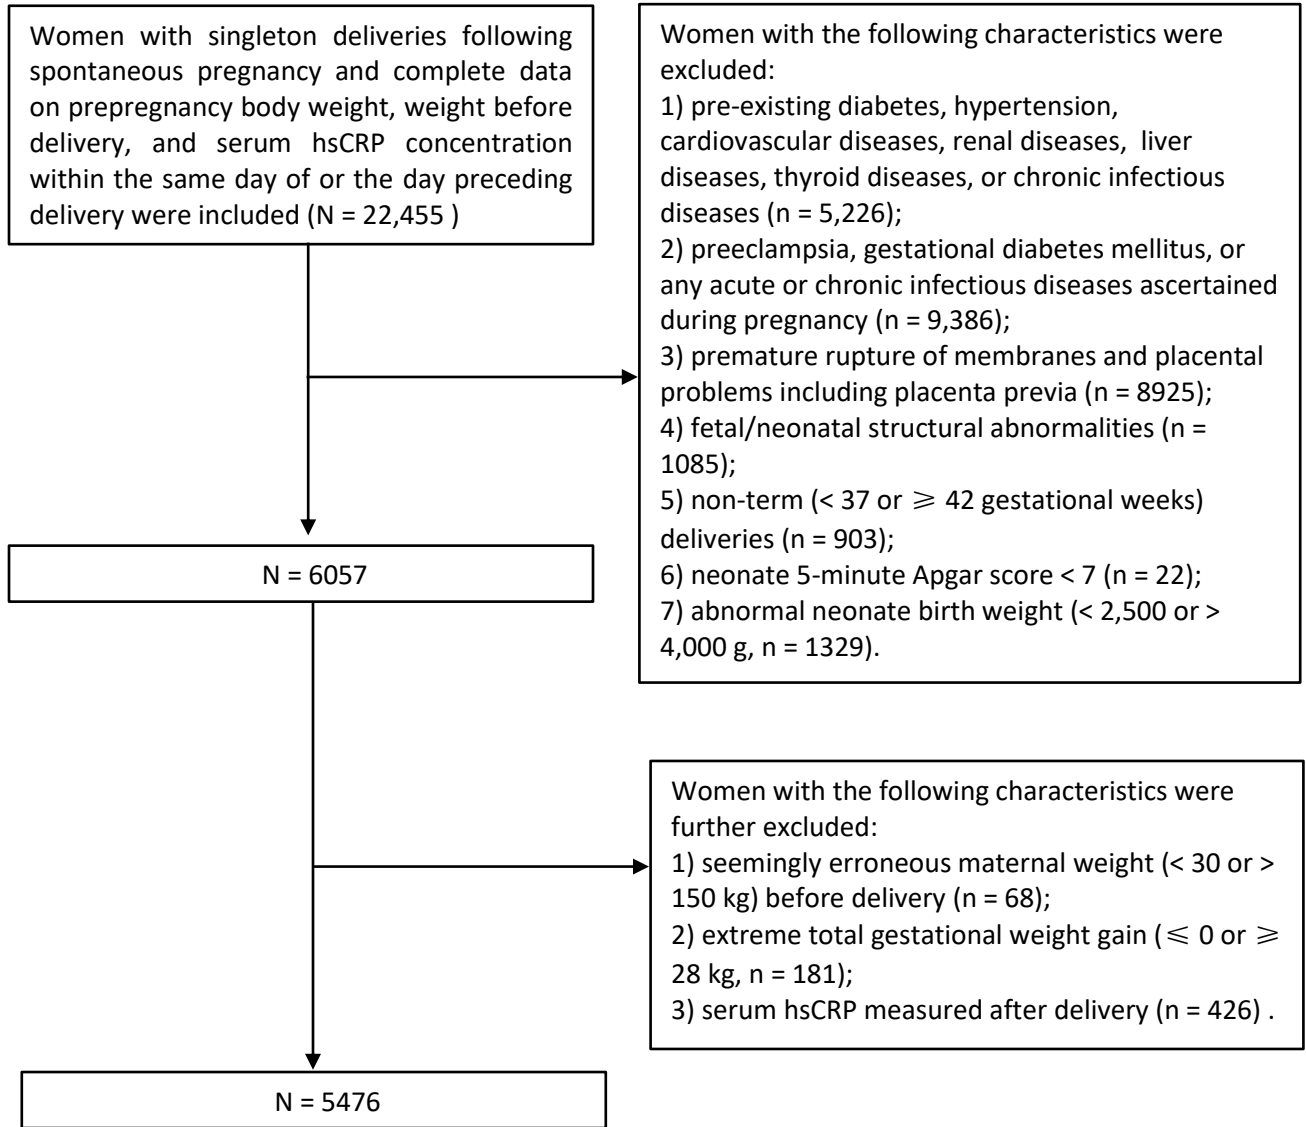 Women with singleton deliveries following
spontaneous pregnancy and complete data
on prepregnancy body weight, weight before
delivery, and serum hsCRP concentration
within the same day of or the day preceding
delivery were included (N = 22,455 )
Women with the following characteristics were
excluded:
1) pre-existing diabetes, hypertension,
cardiovascular diseases, renal diseases, liver
diseases, thyroid diseases, or chronic infectious
diseases (n = 5,226);
2) preeclampsia, gestational diabetes mellitus, or
any acute or chronic infectious diseases ascertained
during pregnancy (n = 9,386);
3) premature rupture of membranes and placental
problems including placenta previa (n = 8925);
4) fetal/neonatal structural abnormalities (n =
1085);
5) non-term (< 37 or ≥ 42 gestational weeks)
deliveries (n = 903);
6) neonate 5-minute Apgar score < 7 (n = 22);
7) abnormal neonate birth weight (< 2,500 or >
4,000 g, n = 1329).
N = 6057
Women with the following characteristics were
further excluded:
1) seemingly erroneous maternal weight (< 30 or >
150 kg) before delivery (n = 68);
2) extreme total gestational weight gain (≤ 0 or ≥
28 kg, n = 181);
3) serum hsCRP measured after delivery (n = 426) .
N = 5476